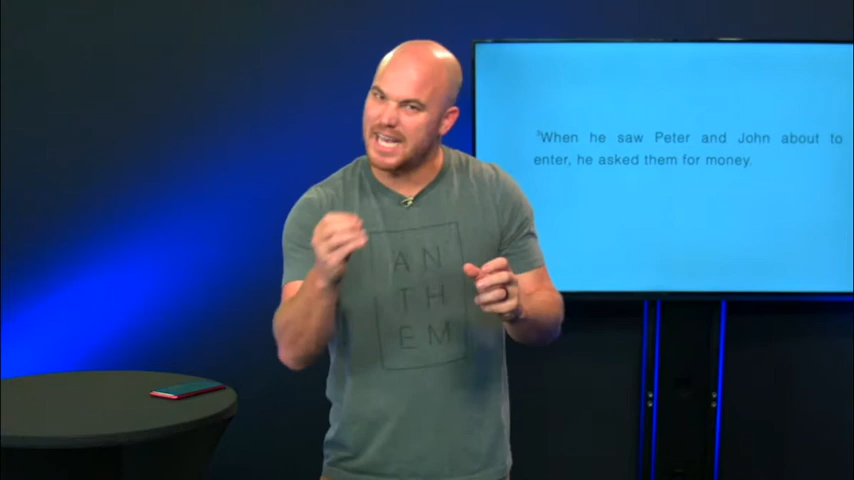 ³When he saw Peter and John about to
enter, he asked them for money.
AN
TH
EM